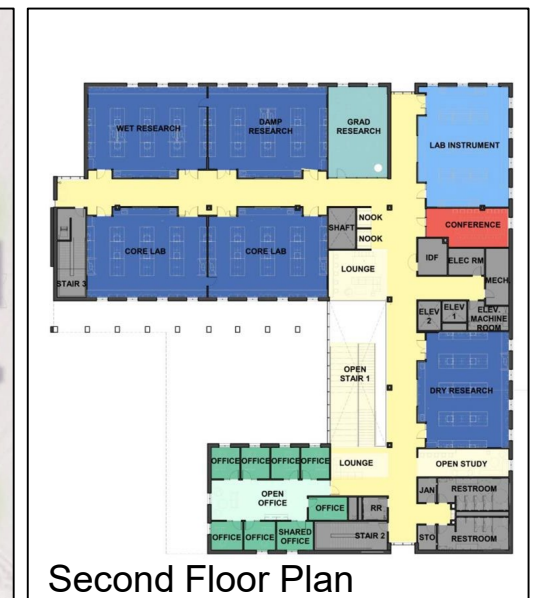 WET RESEARCH
DAMP
RESEARCH
GRAD
RESEARCH
LAB INSTRUMENT
CONFERENCE
NOOK
SHAFT
NOOK
CORE LAB
CORE LAB
STAIR 3
LOUNGE
IDF
ELEC RM
MECH
ELEV
2
ELEV
1
ELEV.
MACHINE
ROOM
OPEN
STAIR 1
DRY RESEARCH
OFFICE
OFFICE
OFFICE
OFFICE
LOUNGE
OPEN STUDY
OPEN
OFFICE
OFFICE
RR
JAN
RESTROOM
OFFICE
OFFICE
SHARED
OFFICE
STAIR 2
STO
RESTROOM
Second Floor Plan